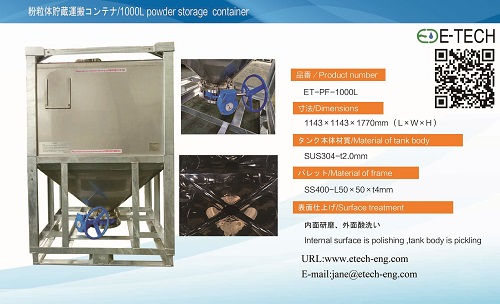 粉粒体貯蔵運搬コンテナ/1000L powder storage container
E-TECH
品番／Product number
ET-PF-1000L
寸法/Dimensions
1143×1143×1770mm（L×W×H）
タンク本体材質/Material of tank body
SUS304-t2.0mm
パレット/Material of frame
SS400-L50×50×t4mm
表面仕上げ/Surface treatment
内面研磨、外面酸洗い
Internal surface is polishing ,tank body is pickling
URL:www.etech-eng.com
E-mail:jane@etech-eng.com